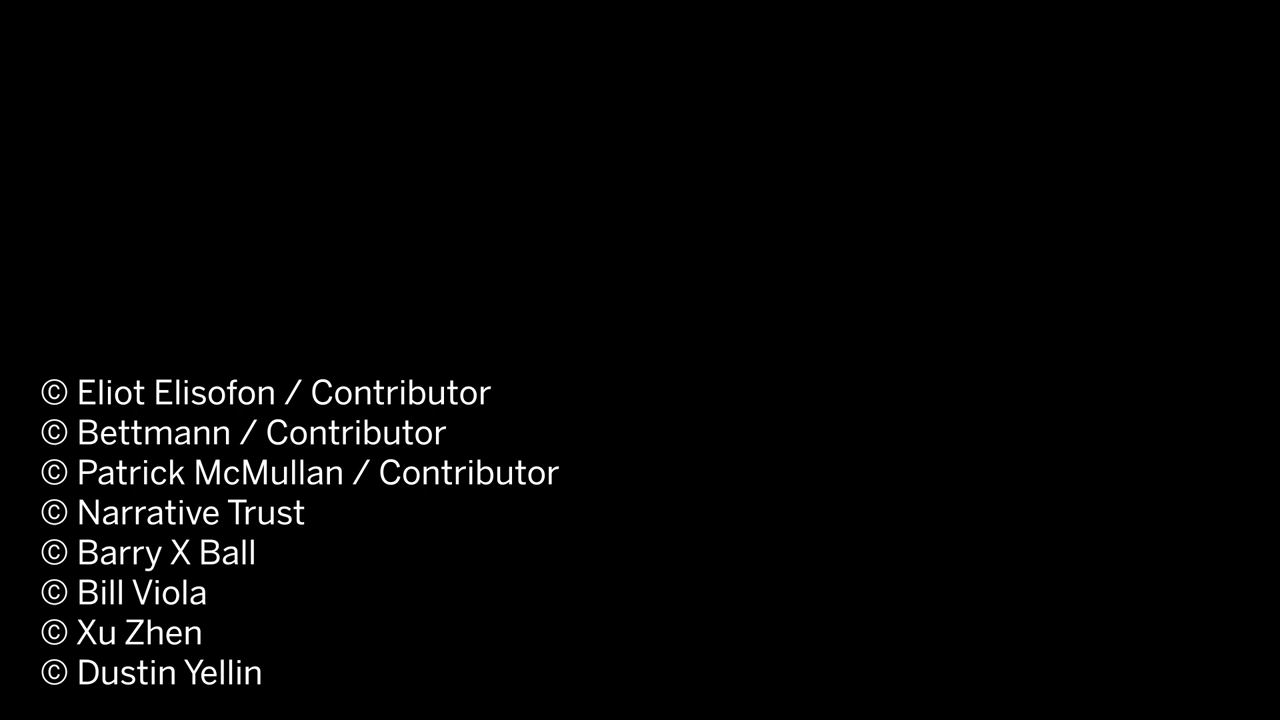 © Eliot Elisofon / Contributor
© Bettmann / Contributor
© Patrick McMullan / Contributor
© Narrative Trust
© Barry X Ball
© Bill Viola
© Xu Zhen
© Dustin Yellin